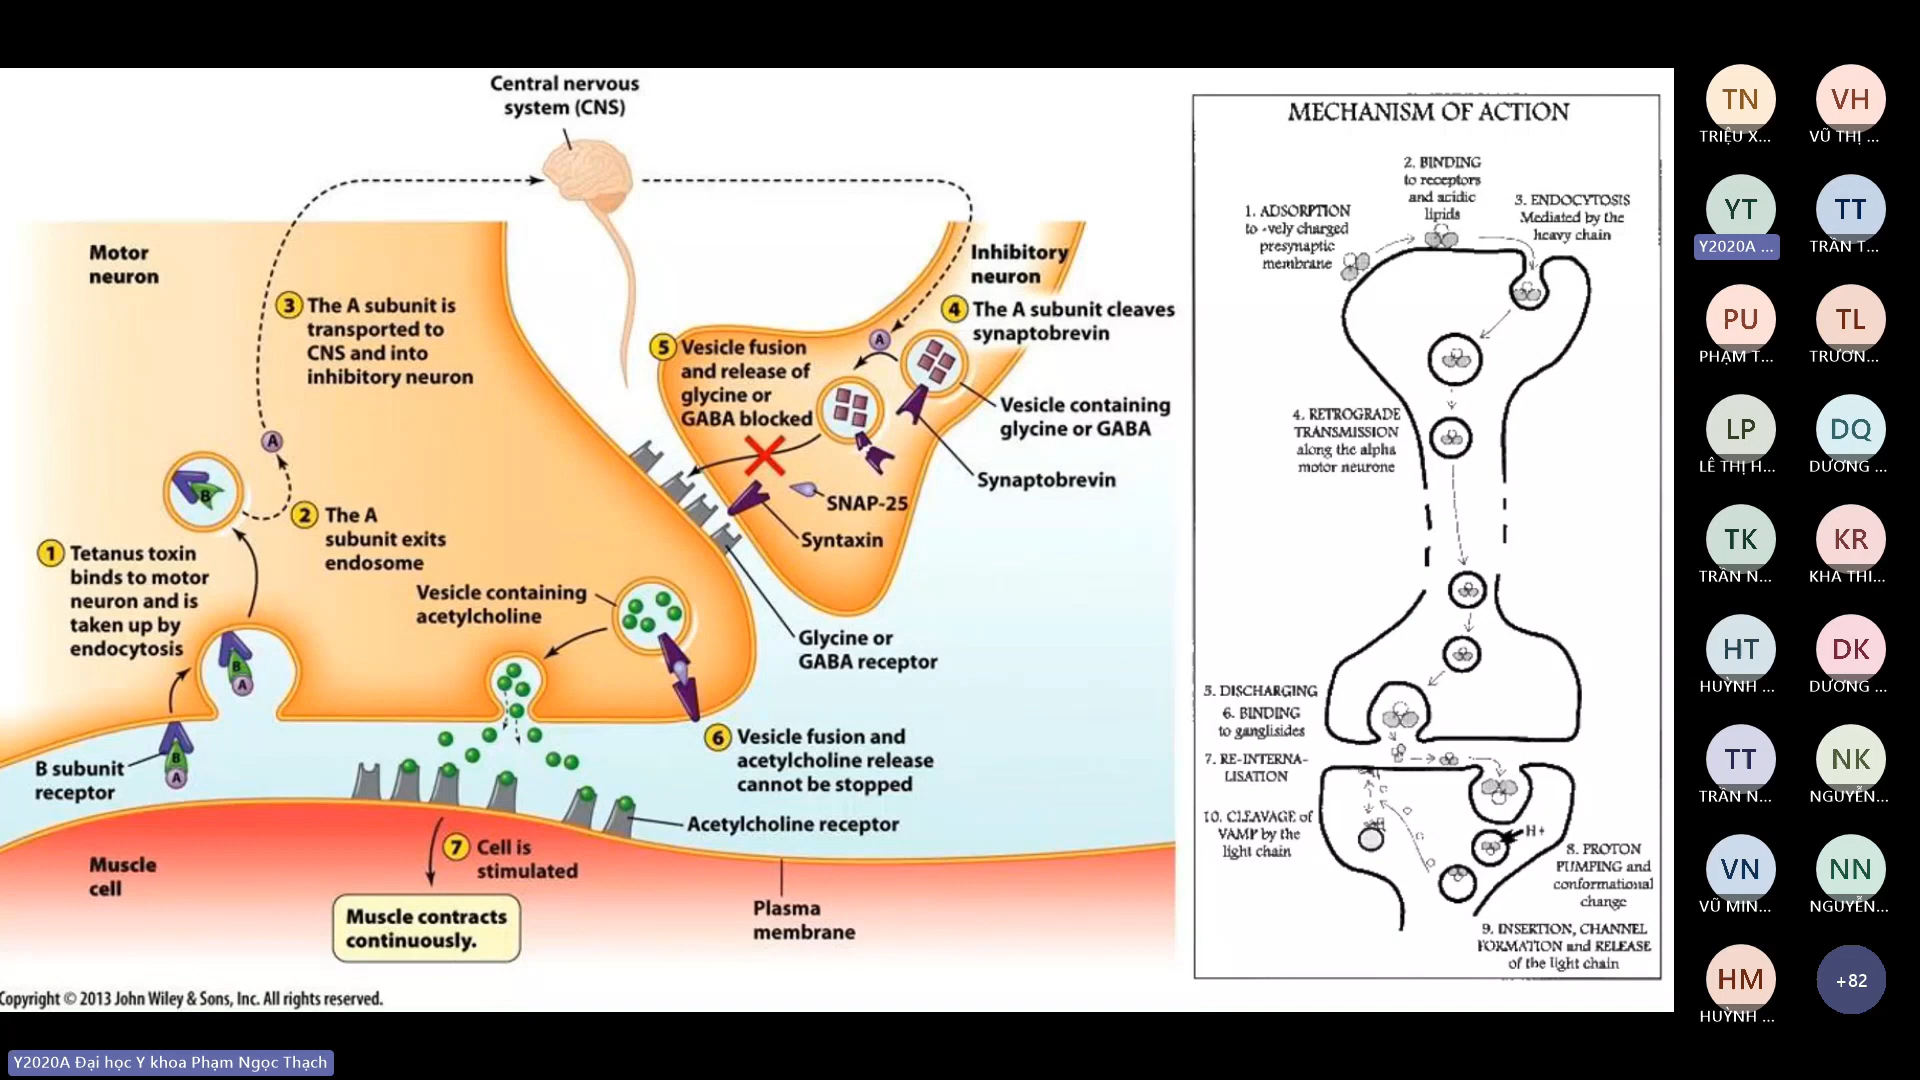 Central nervous
system (CNS)
Motor
neuron
3 The A subunit is
transported to
CNS and into
inhibitory neuron
Inhibitory
neuron
4 The A subunit cleaves
synaptobrevin
A
5 Vesicle fusion
and release of
glycine or
GABA blocked
Vesicle containing
glycine or GABA
Synaptobrevin
SNAP-25
Syntaxin
A
B
2 The A
subunit exits
endosome
1 Tetanus toxin
binds to motor
neuron and is
taken up by
endocytosis
Vesicle containing
acetylcholine
Glycine or
GABA receptor
B
A
B
A
B subunit
receptor
6 Vesicle fusion and
acetylcholine release
cannot be stopped
Acetylcholine receptor
7 Cell is
stimulated
Muscle
cell
Muscle contracts
continuously.
Plasma
membrane
Copyright © 2013 John Wiley & Sons, Inc. All rights reserved.
MECHANISM OF ACTION
1. ADSORPTION
to -vely charged
presynaptic
membrane
2. BINDING
to receptors
and acidic
lipids
3. ENDOCYTOSIS
Mediated by the
heavy chain
4. RETROGRADE
TRANSMISSION
along the alpha
motor neurone
5. DISCHARGING
6. BINDING
to gangliosides
7. RE-INTERNA-
LISATION
10. CLEAVAGE of
VAMP by the
light chain
H+
8. PROTON
PUMPING and
conformational
change
9. INSERTION, CHANNEL
FORMATION and RELEASE
of the light chain
TN
TRIỆU X...
VH
VŨ THỊ ...
YT
Y2020A ...
TT
TRẦN T...
PU
PHẠM T...
TL
TRƯƠN...
LP
LÊ THỊ H...
DQ
DƯƠNG ...
TK
TRẦN N...
KR
KHA THI...
HT
HUỲNH ...
DK
DƯƠNG ...
TT
TRẦN N...
NK
NGUYỄN...
VN
VŨ MIN...
NN
NGUYỄN...
HM
HUỲNH ...
+82
Y2020A Đại học Y khoa Phạm Ngọc Thạch